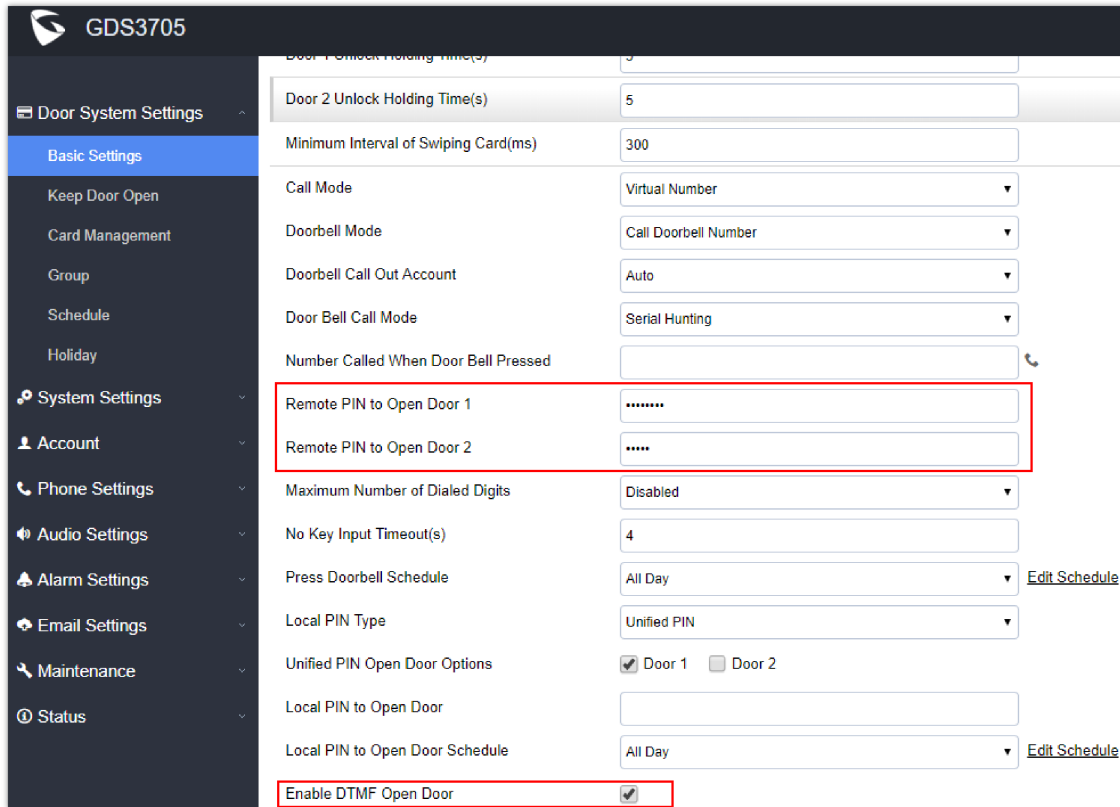 GDS3705
Door System Settings
Basic Settings
Keep Door Open
Card Management
Group
Schedule
Holiday
System Settings
Account
Phone Settings
Audio Settings
Alarm Settings
Email Settings
Maintenance
Status
Door 1 Unlock Holding Time(s)
Door 2 Unlock Holding Time(s) 5
Minimum Interval of Swiping Card(ms) 300
Call Mode Virtual Number
Doorbell Mode Call Doorbell Number
Doorbell Call Out Account Auto
Door Bell Call Mode Serial Hunting
Number Called When Door Bell Pressed
Remote PIN to Open Door 1 ••••••••
Remote PIN to Open Door 2 •••••
Maximum Number of Dialed Digits Disabled
No Key Input Timeout(s) 4
Press Doorbell Schedule All Day Edit Schedule
Local PIN Type Unified PIN
Unified PIN Open Door Options Door 1 Door 2
Local PIN to Open Door
Local PIN to Open Door Schedule All Day Edit Schedule
Enable DTMF Open Door